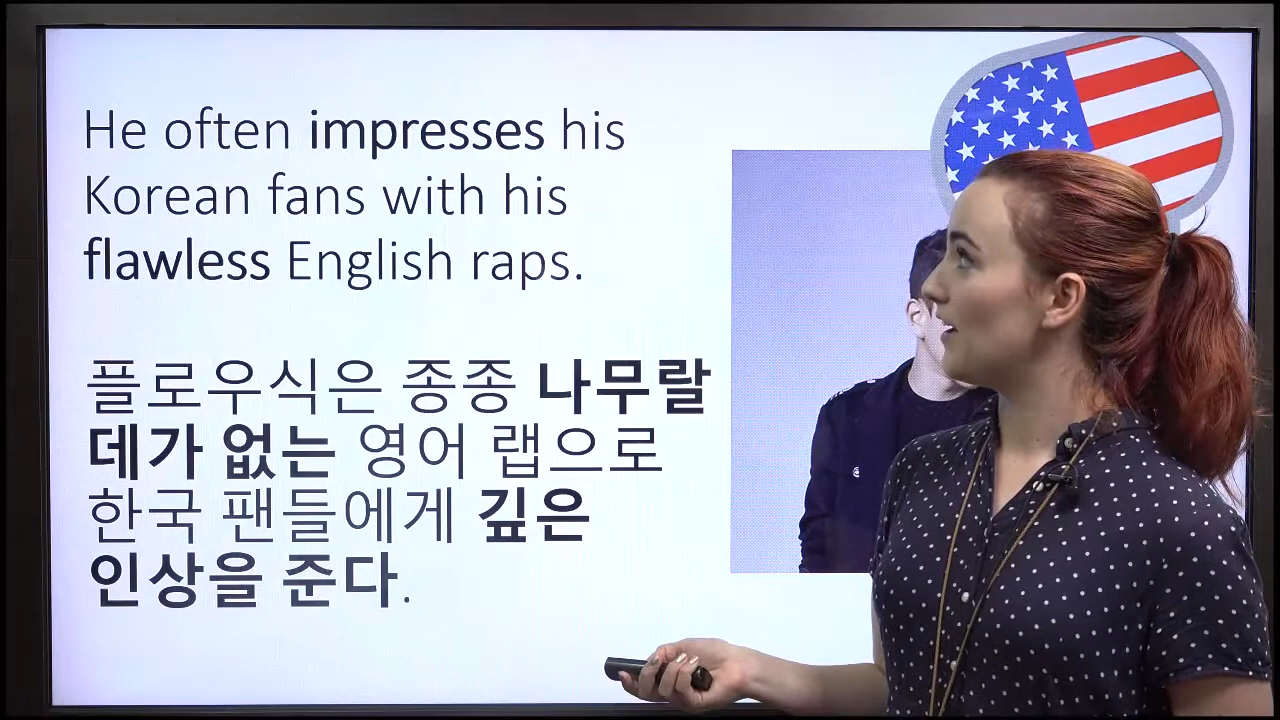 He often impresses his
Korean fans with his
flawless English raps.
플로우식은 종종 나무랄
데가 없는 영어 랩으로
한국 팬들에게 깊은
인상을 준다.